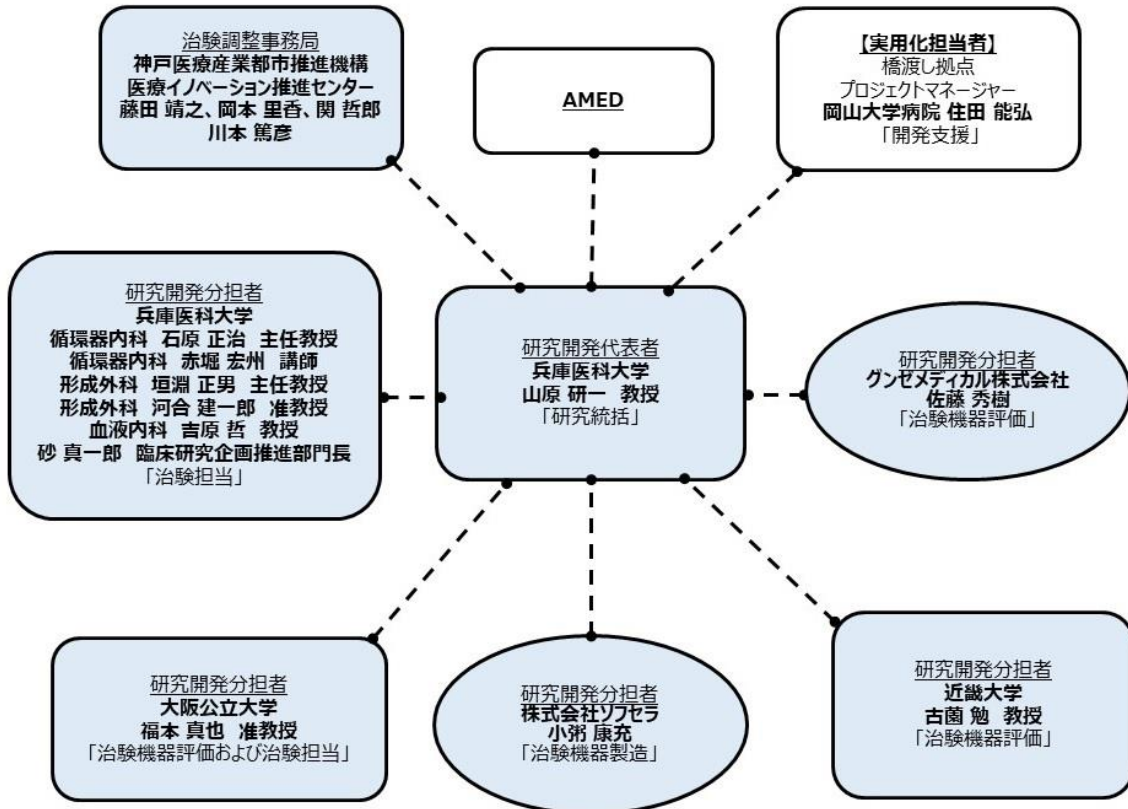 治験調整事務局
神戸医療産業都市推進機構
医療イノベーション推進センター
藤田 靖之、岡本 里香、関 哲郎
川本 篤彦
AMED
【実用化担当者】
橋渡し拠点
プロジェクトマネージャー
岡山大学病院 住田 能弘
「開発支援」
研究開発分担者
兵庫医科大学
循環器内科 石原 正治 主任教授
循環器内科 赤堀 宏州 講師
形成外科 垣淵 正男 主任教授
形成外科 河合 建一郎 准教授
血液内科 吉原 哲 教授
砂 真一郎 臨床研究企画推進部門長
「治験担当」
研究開発代表者
兵庫医科大学
山原 研一 教授
「研究統括」
研究開発分担者
グンゼメディカル株式会社
佐藤 秀樹
「治験機器評価」
研究開発分担者
大阪公立大学
福本 真也 准教授
「治験機器評価および治験担当」
研究開発分担者
株式会社ソフセラ
小粥 康充
「治験機器製造」
研究開発分担者
近畿大学
古薗 勉 教授
「治験機器評価」